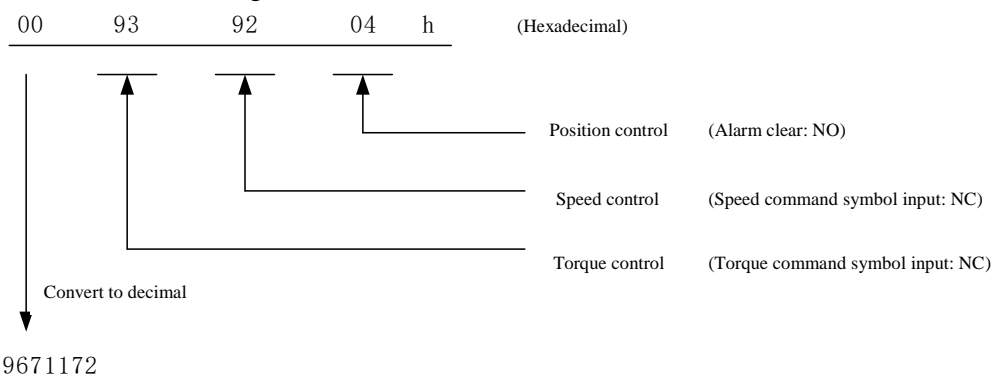 00 93 92 04 h (Hexadecimal)
Position control (Alarm clear: NO)
Speed control (Speed command symbol input: NC)
Torque control (Torque command symbol input: NC)
Convert to decimal
9671172